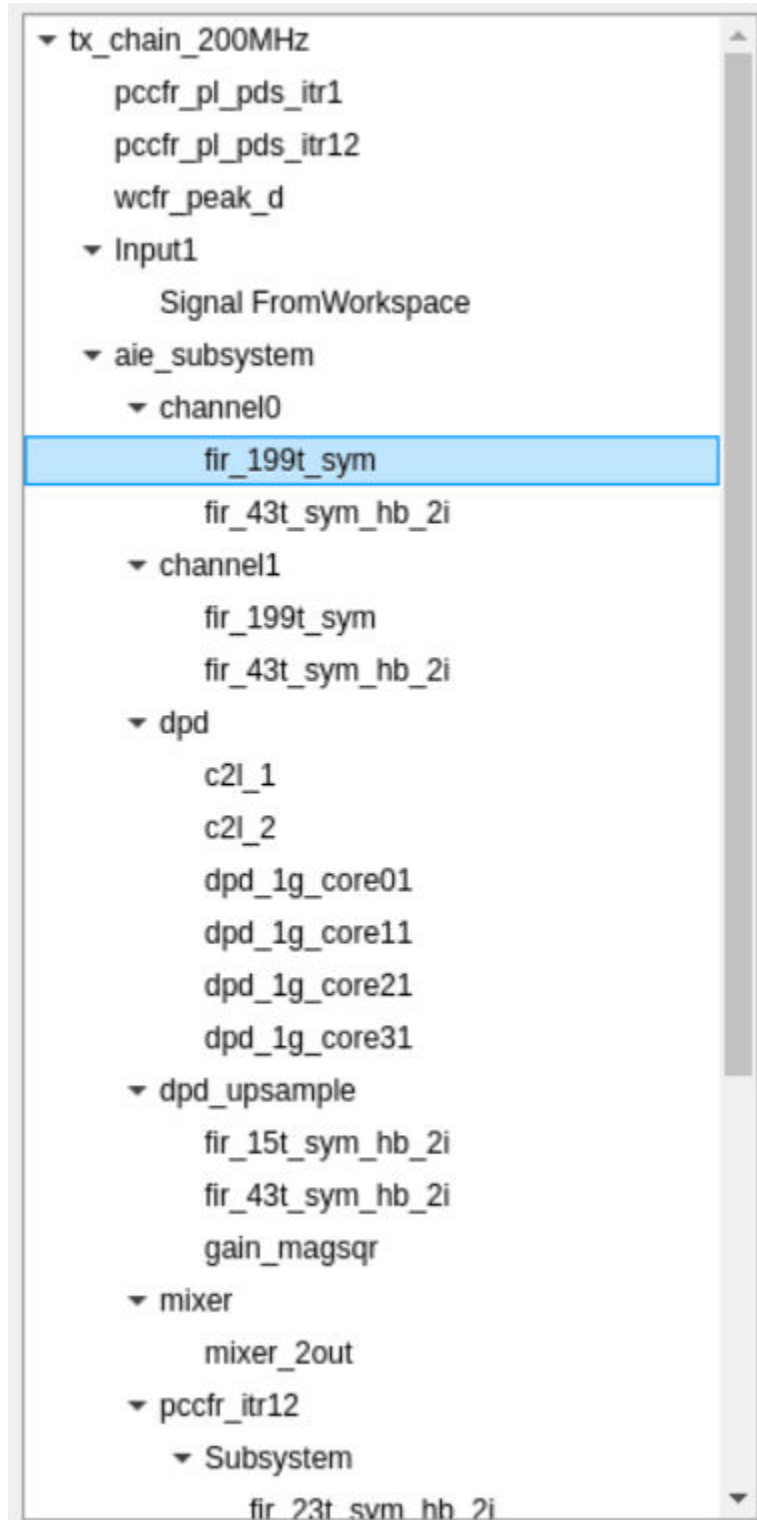 tx_chain_200MHz
pccfr_pl_pds_itr1
pccfr_pl_pds_itr12
wcfr_peak_d
Input1
Signal FromWorkspace
aie_subsystem
channel0
fir_199t_sym
fir_43t_sym_hb_2i
channel1
fir_199t_sym
fir_43t_sym_hb_2i
dpd
c2l_1
c2l_2
dpd_1g_core01
dpd_1g_core11
dpd_1g_core21
dpd_1g_core31
dpd_upsample
fir_15t_sym_hb_2i
fir_43t_sym_hb_2i
gain_magsqr
mixer
mixer_2out
pccfr_itr12
Subsystem
fir_23t_sym_hb_2i